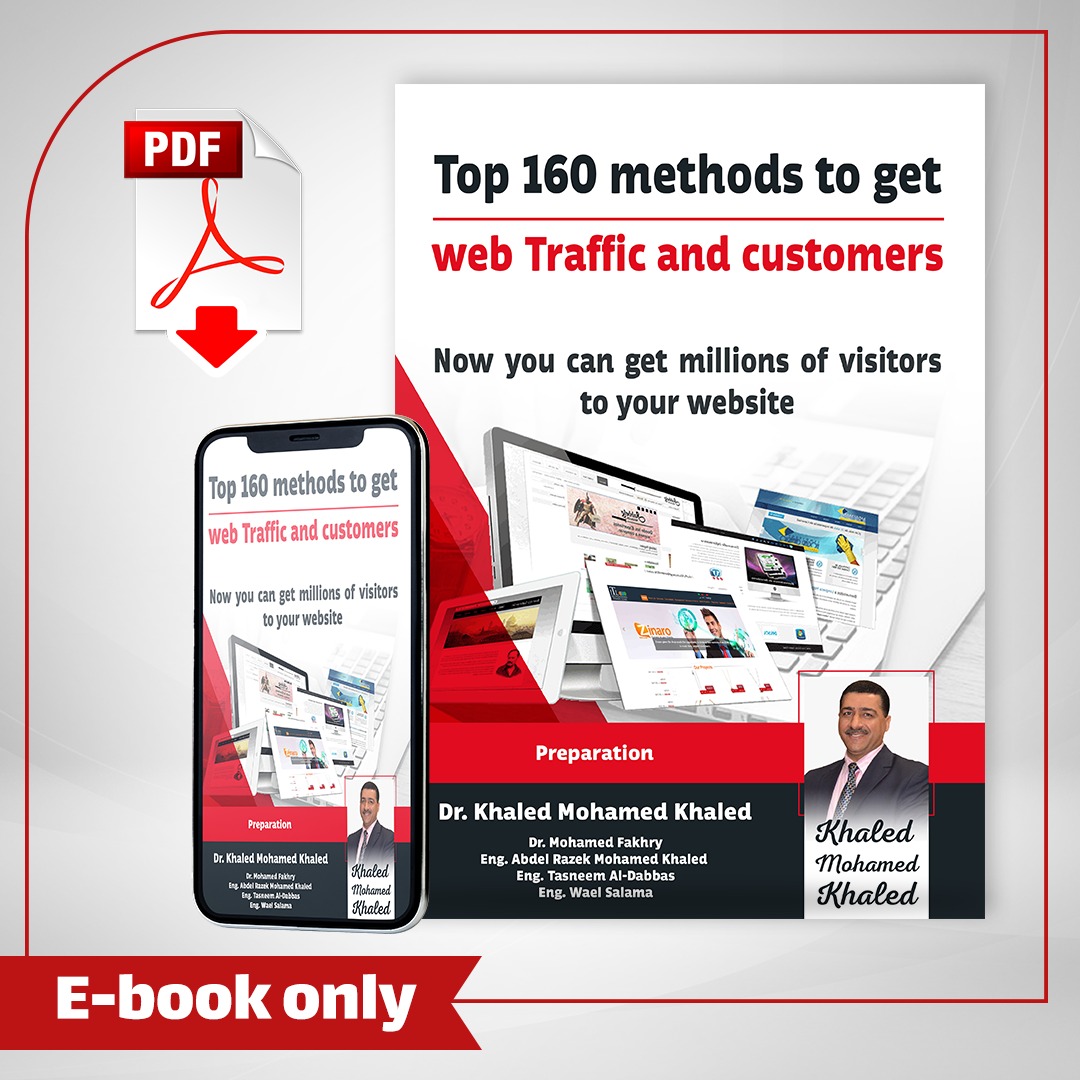 PDF
Top 160 methods to get
web Traffic and customers
Now you can get millions of visitors
to your website
Zinaro
Our Projects
Preparation
Dr. Khaled Mohamed Khaled
Dr. Mohamed Fakhry
Eng. Abdel Razek Mohamed Khaled
Eng. Tasneem Al-Dabbas
Eng. Wael Salama
Khaled
Mohamed
Khaled
Top 160 methods to get
web Traffic and customers
Now you can get millions of visitors
to your website
Zinaro
Preparation
Dr. Khaled Mohamed Khaled
Dr. Mohamed Fakhry
Eng. Abdel Razek Mohamed Khaled
Eng. Tasneem Al-Dabbas
Eng. Wael Salama
Khaled
Mohamed
Khaled
E-book only